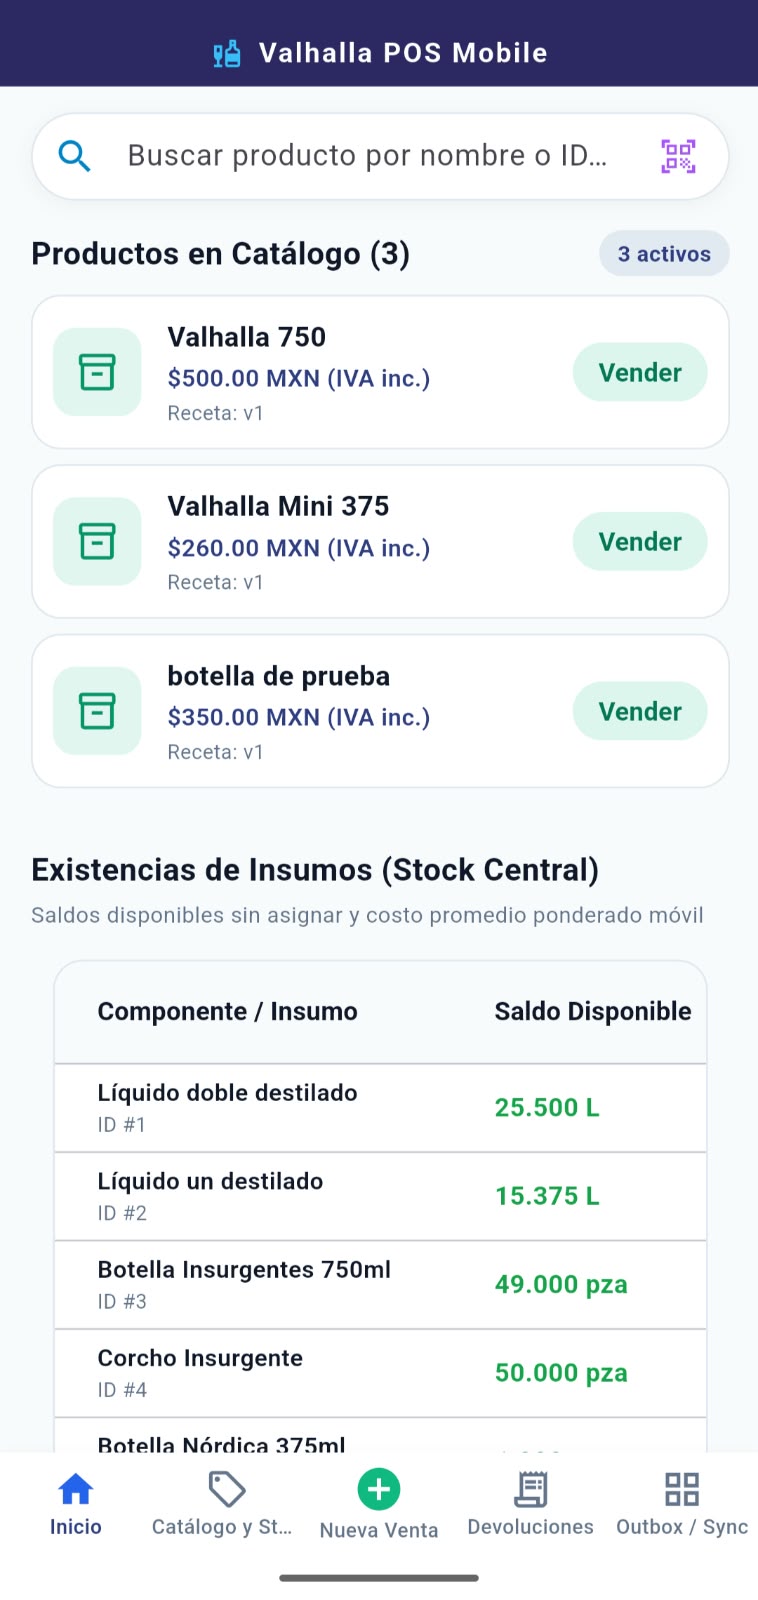 Valhalla POS Mobile
Buscar producto por nombre o ID...
Productos en Catálogo (3)
3 activos
Valhalla 750
$500.00 MXN (IVA inc.)
Receta: v1
Vender
Valhalla Mini 375
$260.00 MXN (IVA inc.)
Receta: v1
Vender
botella de prueba
$350.00 MXN (IVA inc.)
Receta: v1
Vender
Existencias de Insumos (Stock Central)
Saldos disponibles sin asignar y costo promedio ponderado móvil
Componente / Insumo
Saldo Disponible
Líquido doble destilado
ID #1
25.500 L
Líquido un destilado
ID #2
15.375 L
Botella Insurgentes 750ml
ID #3
49.000 pza
Corcho Insurgente
ID #4
50.000 pza
Botella Nórdica 375ml
Inicio
Catálogo y St...
Nueva Venta
Devoluciones
Outbox / Sync